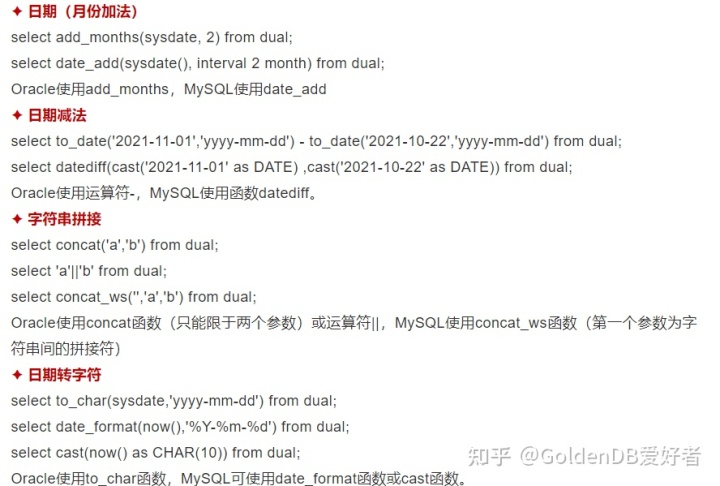 ✦ 日期（月份加法）
select add_months(sysdate, 2) from dual;
select date_add(sysdate(), interval 2 month) from dual;
Oracle使用add_months，MySQL使用date_add
✦ 日期减法
select to_date('2021-11-01','yyyy-mm-dd') - to_date('2021-10-22','yyyy-mm-dd') from dual;
select datediff(cast('2021-11-01' as DATE) ,cast('2021-10-22' as DATE)) from dual;
Oracle使用运算符-，MySQL使用函数datediff。
✦ 字符串拼接
select concat('a','b') from dual;
select 'a'||'b' from dual;
select concat_ws('','a','b') from dual;
Oracle使用concat函数（只能限于两个参数）或运算符||，MySQL使用concat_ws函数（第一个参数为字
符串间的拼接符）
✦ 日期转字符
select to_char(sysdate,'yyyy-mm-dd') from dual;
select date_format(now(),'%Y-%m-%d') from dual;
select cast(now() as CHAR(10)) from dual;
Oracle使用to_char函数，MySQL可使用date_format函数或cast函数。
知乎 @GoldenDB爱好者